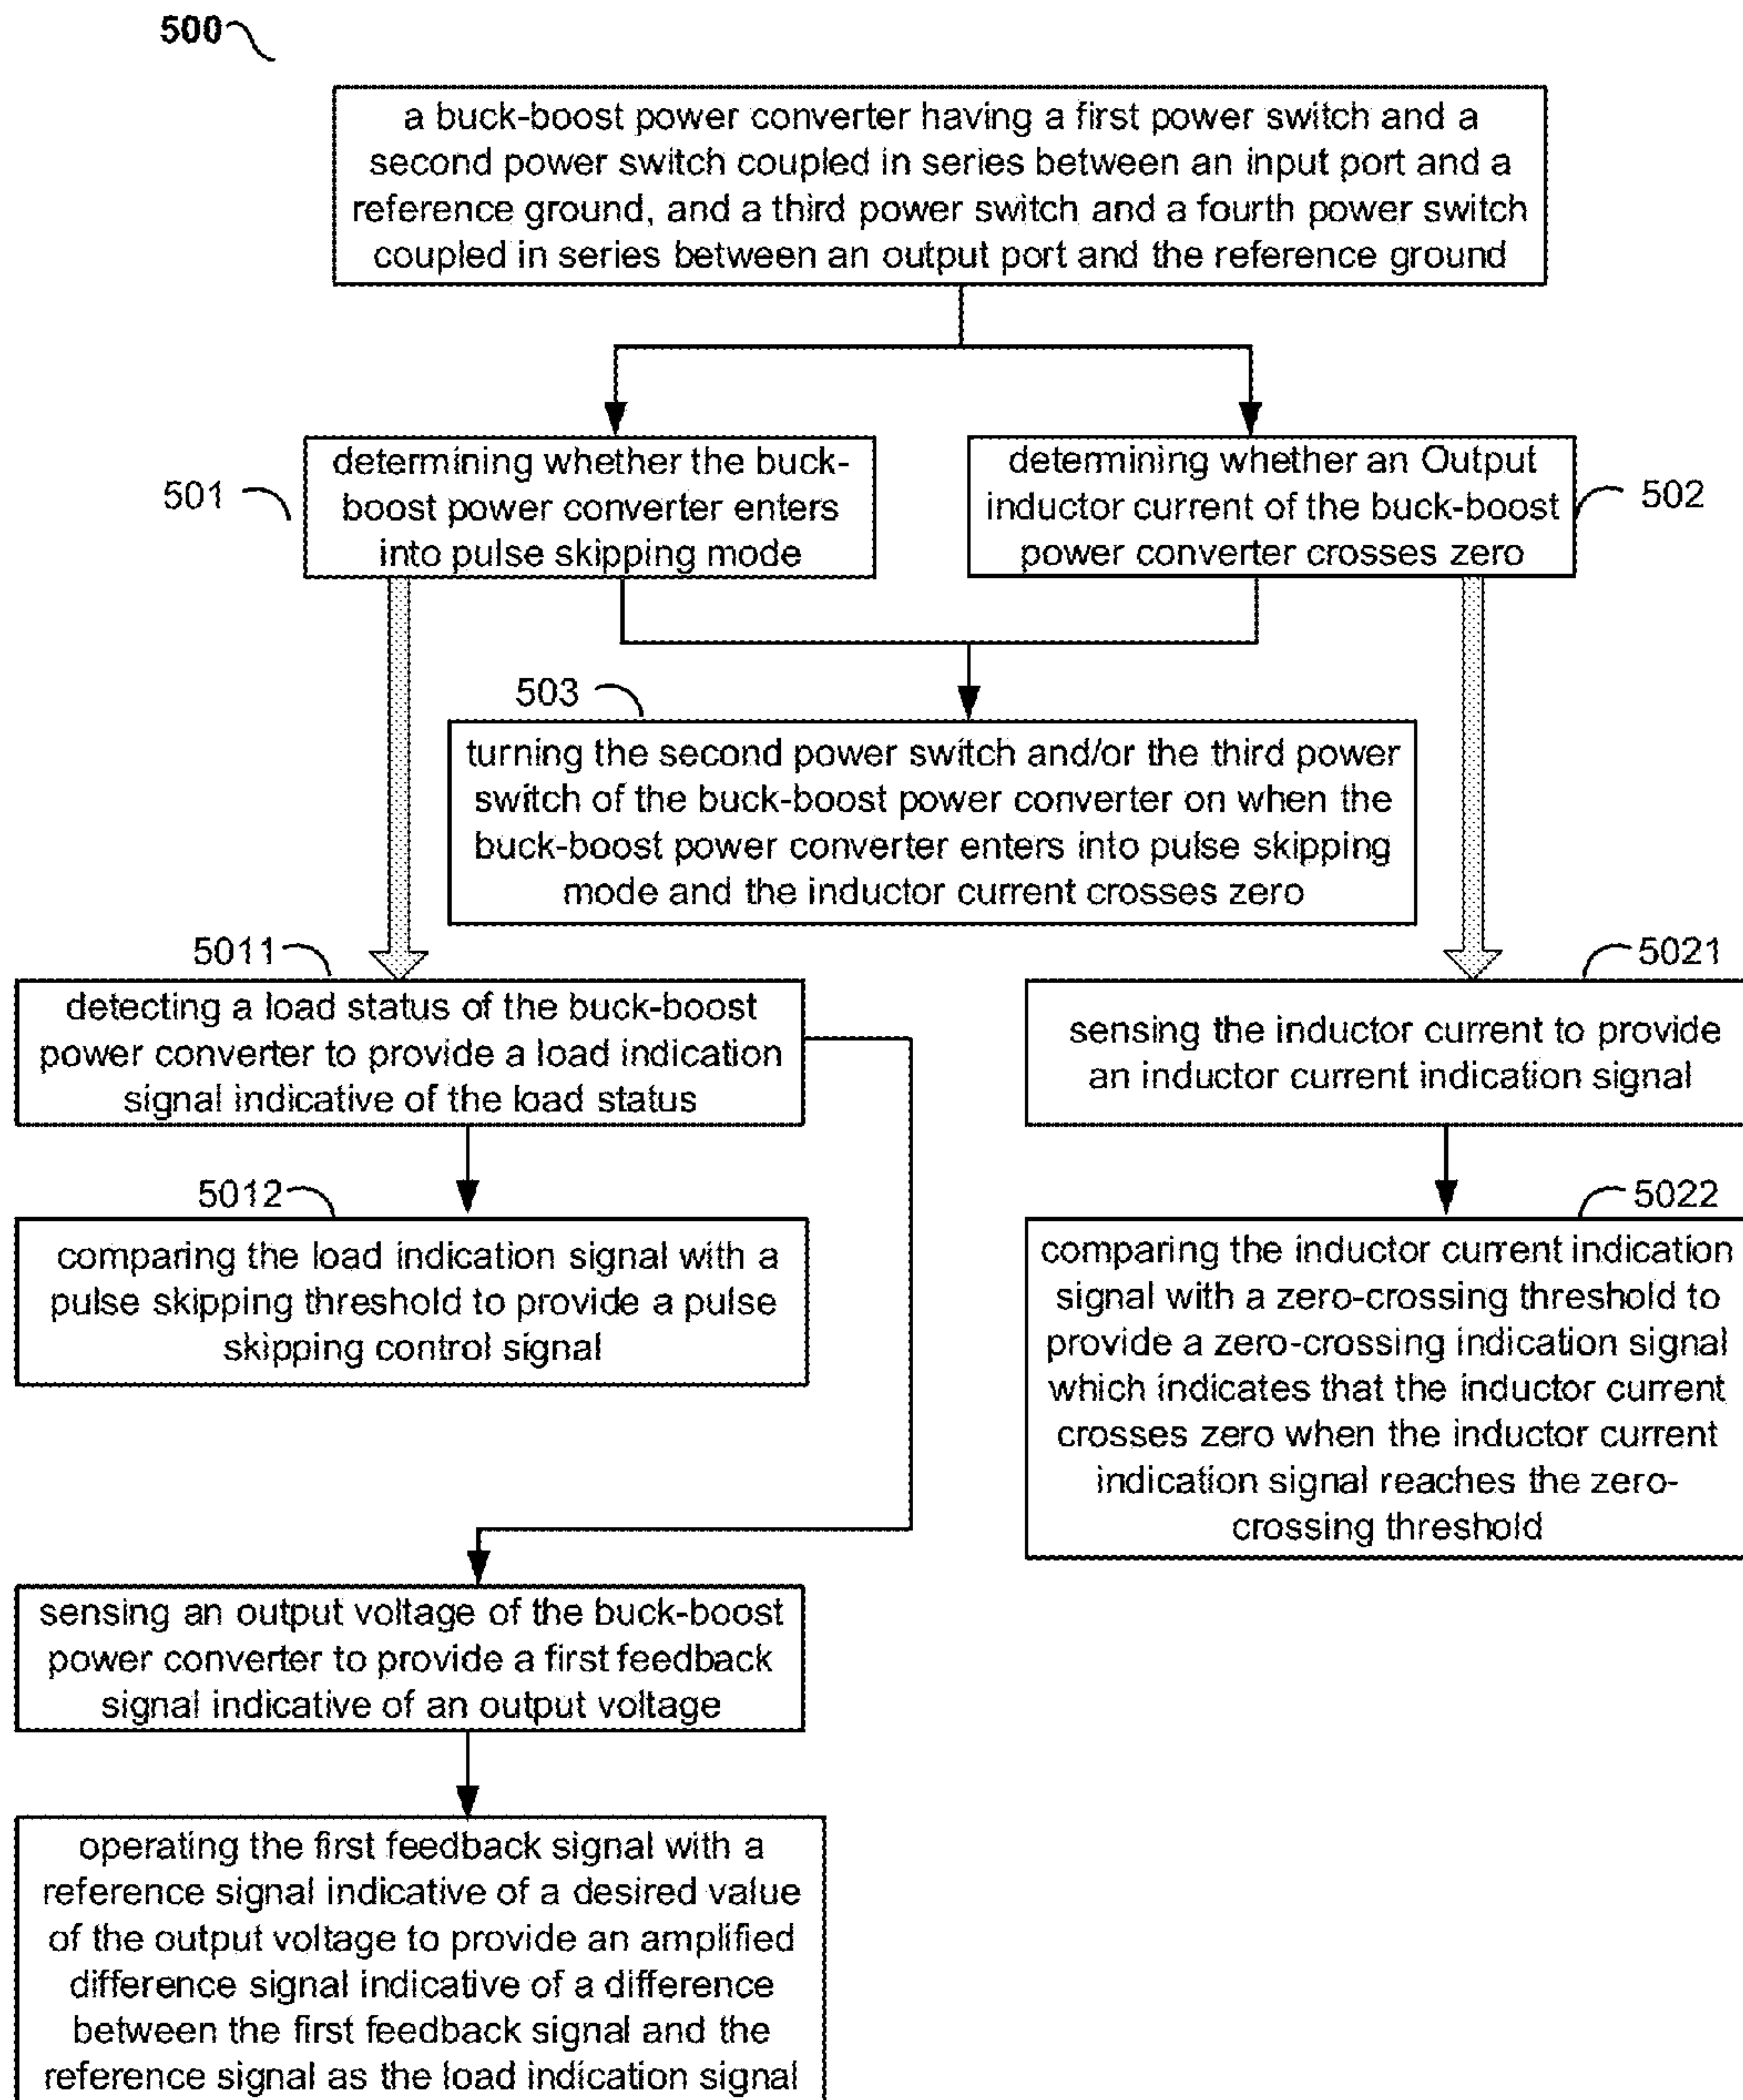 500
a buck-boost power converter having a first power switch and a
second power switch coupled in series between an input port and a
reference ground, and a third power switch and a fourth power switch
coupled in series between an output port and the reference ground
501
determining whether the buck-
boost power converter enters
into pulse skipping mode
determining whether an Output
inductor current of the buck-boost
power converter crosses zero
502
503
turning the second power switch and/or the third power
switch of the buck-boost power converter on when the
buck-boost power converter enters into pulse skipping
mode and the inductor current crosses zero
5011
detecting a load status of the buck-boost
power converter to provide a load indication
signal indicative of the load status
5021
sensing the inductor current to provide
an inductor current indication signal
5012
comparing the load indication signal with a
pulse skipping threshold to provide a pulse
skipping control signal
5022
comparing the inductor current indication
signal with a zero-crossing threshold to
provide a zero-crossing indication signal
which indicates that the inductor current
crosses zero when the inductor current
indication signal reaches the zero-
crossing threshold
sensing an output voltage of the buck-boost
power converter to provide a first feedback
signal indicative of an output voltage
operating the first feedback signal with a
reference signal indicative of a desired value
of the output voltage to provide an amplified
difference signal indicative of a difference
between the first feedback signal and the
reference signal as the load indication signal